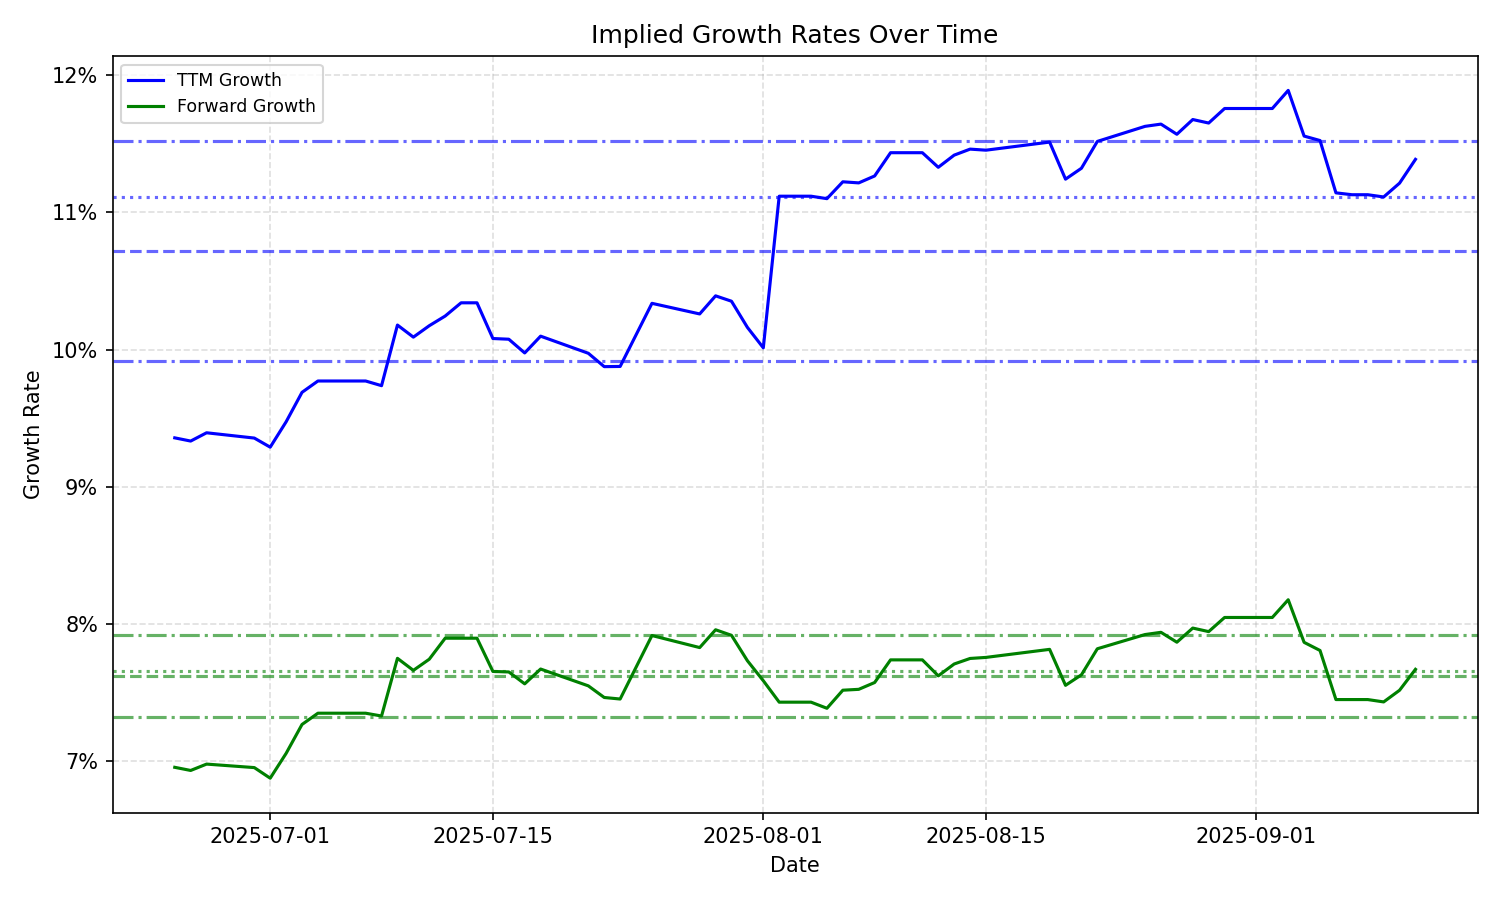 Implied Growth Rates Over Time
TTM Growth
Forward Growth
12%
11%
10%
9%
8%
7%
Growth Rate
2025-07-01
2025-07-15
2025-08-01
2025-08-15
2025-09-01
Date